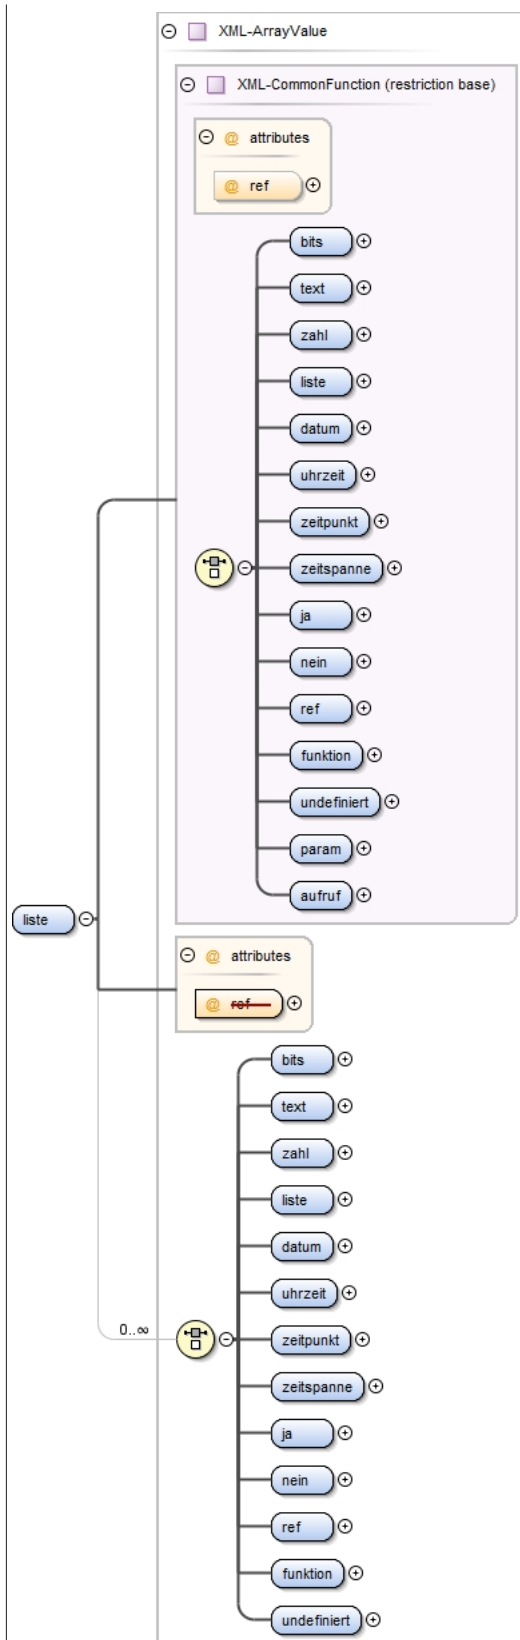 XML-ArrayValue
XML-CommonFunction (restriction base)
@ attributes
@ ref
bits
text
zahl
liste
datum
uhrzeit
zeitpunkt
zeitspanne
ja
nein
ref
funktion
undefiniert
param
aufruf
liste
@ attributes
@ ref
bits
text
zahl
liste
datum
uhrzeit
0..∞
zeitpunkt
zeitspanne
ja
nein
ref
funktion
undefiniert